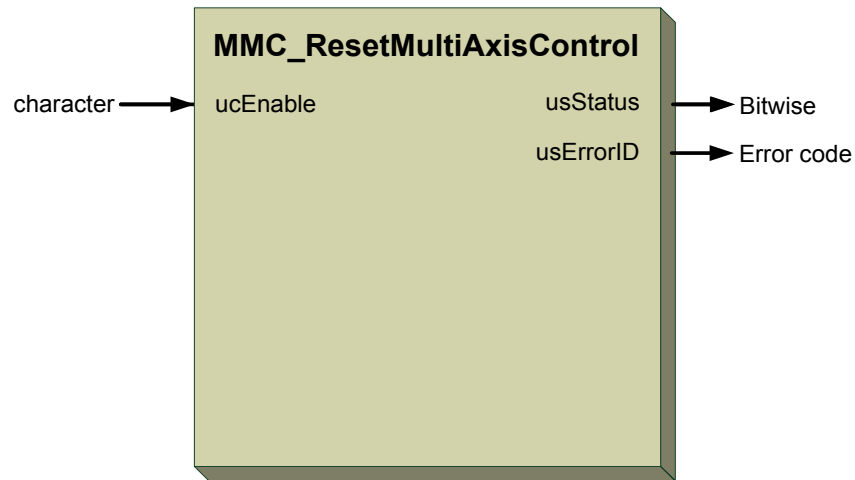 MMC_ResetMultiAxisControl
character ucEnable usStatus Bitwise
usErrorID Error code